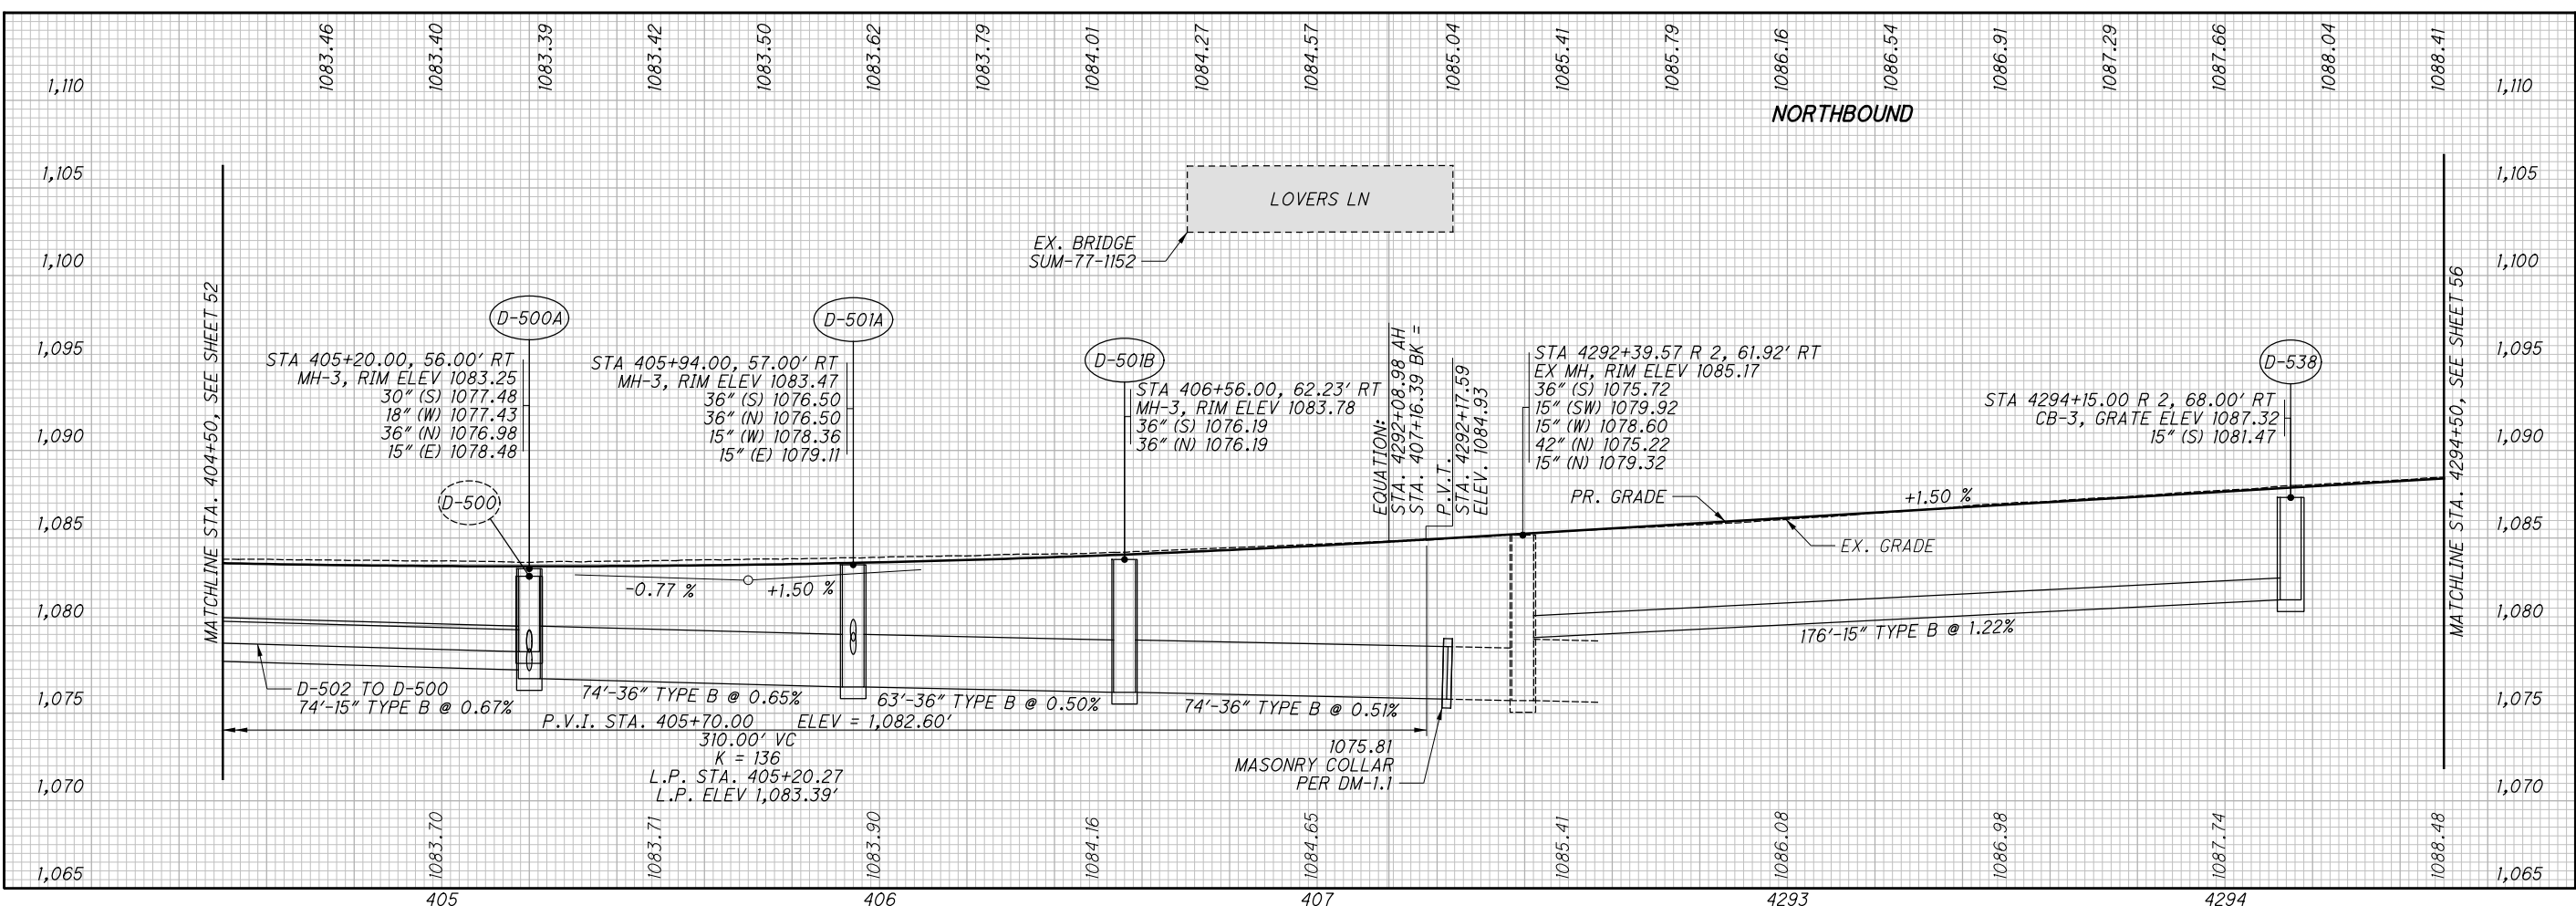 1083.46
1083.40
1083.39
1083.42
1083.50
1083.62
1083.79
1084.01
1084.27
1084.57
1085.04
1085.41
1085.79
1086.16
1086.54
1086.91
1087.29
1087.66
1088.04
1088.41
1,110
1,110
NORTHBOUND
1,105
1,105
LOVERS LN
EX. BRIDGE
SUM-77-1152
1,100
1,100
MATCHLINE STA. 404+50, SEE SHEET 52
D-500A
STA 405+20.00, 56.00' RT
MH-3, RIM ELEV 1083.25
30" (S) 1077.48
18" (W) 1077.43
36" (N) 1076.98
15" (E) 1078.48
D-500
D-501A
STA 405+94.00, 57.00' RT
MH-3, RIM ELEV 1083.47
36" (S) 1076.50
36" (N) 1076.50
15" (W) 1078.36
15" (E) 1079.11
D-501B
STA 406+56.00, 62.23' RT
MH-3, RIM ELEV 1083.78
36" (S) 1076.19
36" (N) 1076.19
EQUATION:
STA. 4292+08.98 AH
STA. 407+16.39 BK =
P.V.T.
STA. 4292+17.59
ELEV. 1084.93
STA 4292+39.57 R 2, 61.92' RT
EX MH, RIM ELEV 1085.17
36" (S) 1075.72
15" (SW) 1079.92
15" (W) 1078.60
42" (N) 1075.22
15" (N) 1079.32
D-538
STA 4294+15.00 R 2, 68.00' RT
CB-3, GRATE ELEV 1087.32
15" (S) 1081.47
MATCHLINE STA. 4294+50, SEE SHEET 56
1,095
1,095
1,090
1,090
PR. GRADE
+1.50 %
EX. GRADE
1,085
1,085
-0.77 %
+1.50 %
1,080
1,080
176'-15" TYPE B @ 1.22%
D-502 TO D-500
74'-15" TYPE B @ 0.67%
74'-36" TYPE B @ 0.65%
63'-36" TYPE B @ 0.50%
74'-36" TYPE B @ 0.51%
1,075
1,075
P.V.I. STA. 405+70.00 ELEV = 1,082.60'
310.00' VC
K = 136
L.P. STA. 405+20.27
L.P. ELEV 1,083.39'
1075.81
MASONRY COLLAR
PER DM-1.1
1,070
1,070
1083.70
1083.71
1083.90
1084.16
1084.65
1085.41
1086.08
1086.98
1087.74
1088.48
1,065
1,065
405
406
407
4293
4294